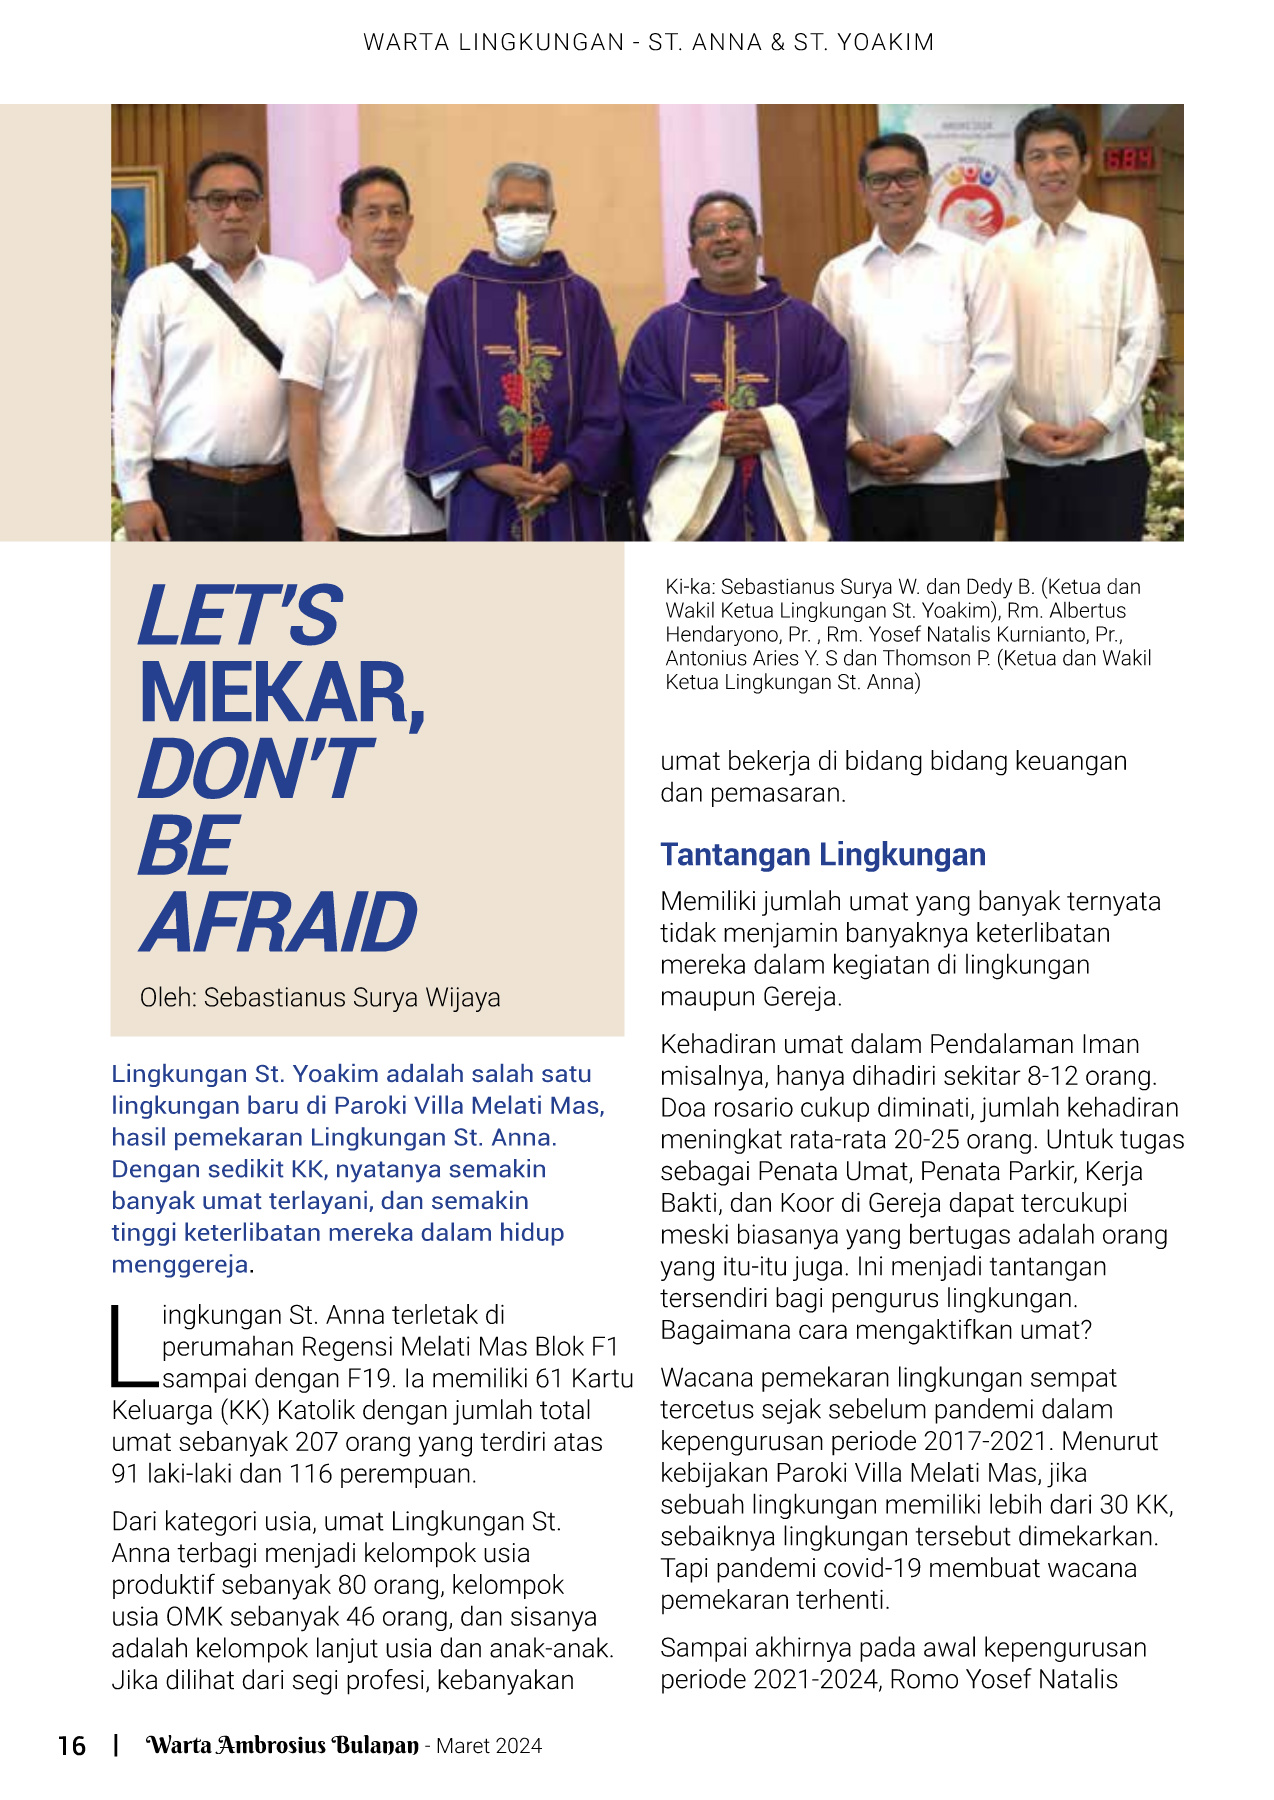 WARTA LINGKUNGAN - ST. ANNA & ST. YOAKIM
684
LET'S
MEKAR,
DON'T
BE
AFRAID
Oleh: Sebastianus Surya Wijaya
Lingkungan St. Yoakim adalah salah satu
lingkungan baru di Paroki Villa Melati Mas,
hasil pemekaran Lingkungan St. Anna.
Dengan sedikit KK, nyatanya semakin
banyak umat terlayani, dan semakin
tinggi keterlibatan mereka dalam hidup
menggereja.
Lingkungan St. Anna terletak di
perumahan Regensi Melati Mas Blok F1
sampai dengan F19. Ia memiliki 61 Kartu
Keluarga (KK) Katolik dengan jumlah total
umat sebanyak 207 orang yang terdiri atas
91 laki-laki dan 116 perempuan.
Dari kategori usia, umat Lingkungan St.
Anna terbagi menjadi kelompok usia
produktif sebanyak 80 orang, kelompok
usia OMK sebanyak 46 orang, dan sisanya
adalah kelompok lanjut usia dan anak-anak.
Jika dilihat dari segi profesi, kebanyakan
Ki-ka: Sebastianus Surya W. dan Dedy B. (Ketua dan
Wakil Ketua Lingkungan St. Yoakim), Rm. Albertus
Hendaryono, Pr. , Rm. Yosef Natalis Kurnianto, Pr.,
Antonius Aries Y. S dan Thomson P. (Ketua dan Wakil
Ketua Lingkungan St. Anna)
umat bekerja di bidang bidang keuangan
dan pemasaran.
Tantangan Lingkungan
Memiliki jumlah umat yang banyak ternyata
tidak menjamin banyaknya keterlibatan
mereka dalam kegiatan di lingkungan
maupun Gereja.
Kehadiran umat dalam Pendalaman Iman
misalnya, hanya dihadiri sekitar 8-12 orang.
Doa rosario cukup diminati, jumlah kehadiran
meningkat rata-rata 20-25 orang. Untuk tugas
sebagai Penata Umat, Penata Parkir, Kerja
Bakti, dan Koor di Gereja dapat tercukupi
meski biasanya yang bertugas adalah orang
yang itu-itu juga. Ini menjadi tantangan
tersendiri bagi pengurus lingkungan.
Bagaimana cara mengaktifkan umat?
Wacana pemekaran lingkungan sempat
tercetus sejak sebelum pandemi dalam
kepengurusan periode 2017-2021. Menurut
kebijakan Paroki Villa Melati Mas, jika
sebuah lingkungan memiliki lebih dari 30 KK,
sebaiknya lingkungan tersebut dimekarkan.
Tapi pandemi covid-19 membuat wacana
pemekaran terhenti.
Sampai akhirnya pada awal kepengurusan
periode 2021-2024, Romo Yosef Natalis
16 | Warta Ambrosius Bulanan - Maret 2024